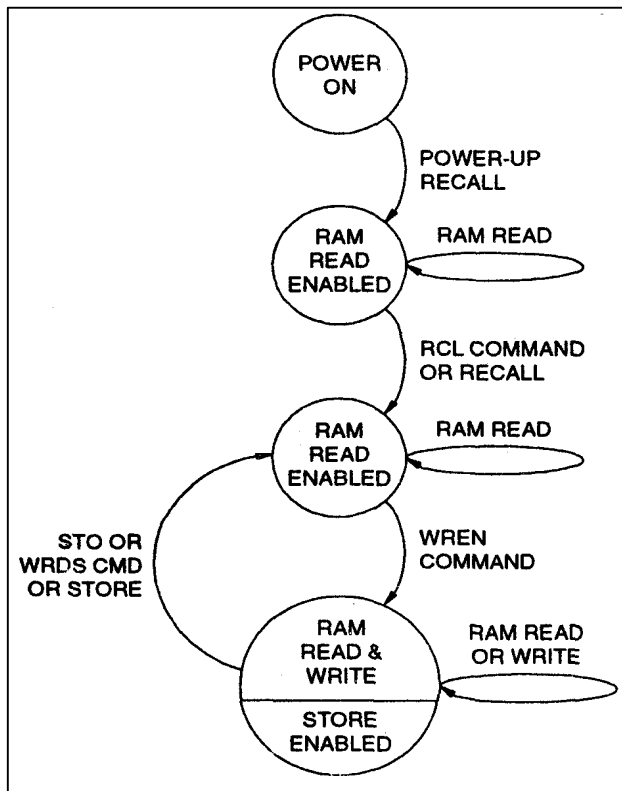 POWER
ON
POWER-UP
RECALL
RAM
READ
ENABLED
RAM READ
RCL COMMAND
OR RECALL
RAM
READ
ENABLED
RAM READ
STO OR
WRDS CMD
OR STORE
WREN
COMMAND
RAM
READ &
WRITE
RAM READ
OR WRITE
STORE
ENABLED